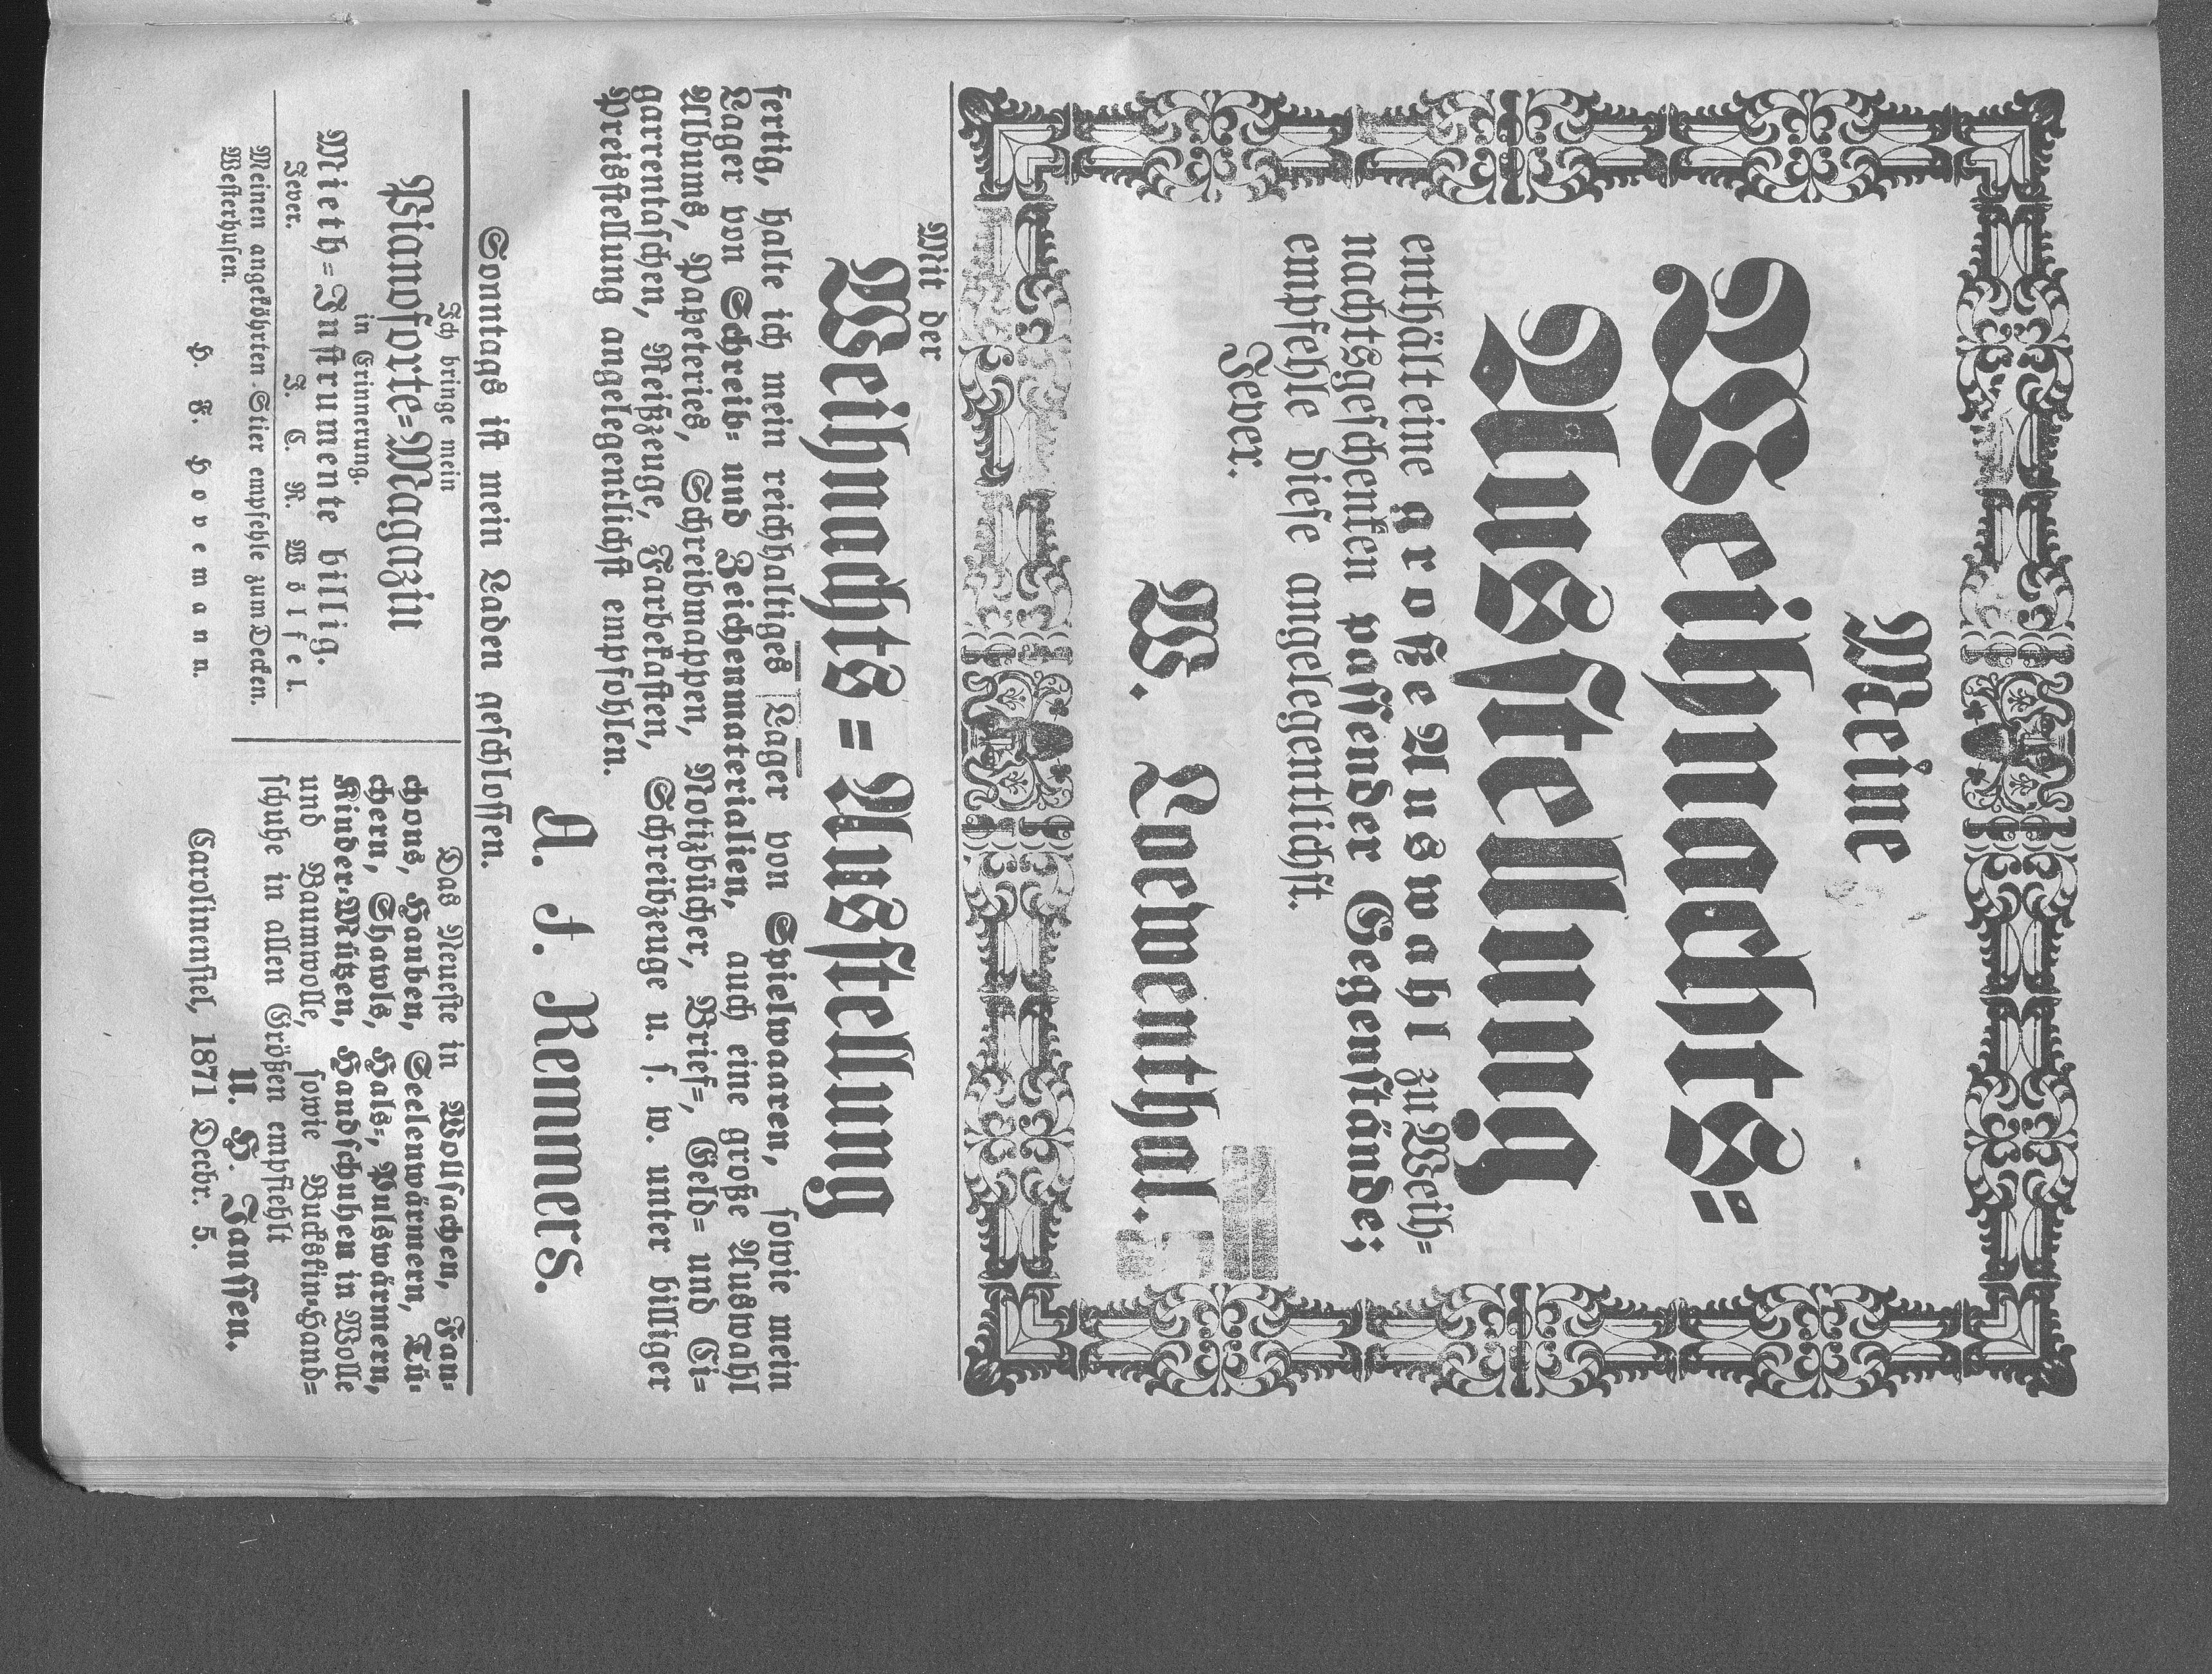 Meine
Weihnachts=
Ausstellung
enthält eine große Auswahl zu Weih=
nachtsgeschenken passender Gegenstände;
empfehle diese angelegentlichst.
Jever.
W. Loewenthal.
Mit der
Weihnachts=Ausstellung
fertig, halte ich mein reichhaltiges Lager von Spielwaaren, sowie mein
Lager von Schreib= und Zeichenmaterialien, auch eine große Auswahl
Albums, Papeteries, Schreibmappen, Notizbücher, Brief=, Geld= und Ci=
garrentaschen, Reißzeuge, Farbekasten, Schreibzeuge u. s. w. unter billiger
Preisstellung angelegentlichst empfohlen.
A. F. Remmers.
Sonntags ist mein Laden geschlossen.
Ich bringe mein
Pianoforte=Magazin
in Erinnerung.
Mieth=Instrumente billig.
Jever. J. C. R. Wölfel.
Meinen angeköhrten Stier empfehle zum Decken.
Westerhusen.
H. F. Hovemann.
Das Neueste in Wollsachen, Fan=
chons, Hauben, Seelenwärmern, Tü=
chern, Shawls, Hals=, Pulswärmern,
Kinder=Mützen, Handschuhen in Wolle
und Baumwolle, sowie Buckskin=Hand=
schuhe in allen Größen empfiehlt
U. H. Janssen.
Carolinensiel, 1871 Decbr. 5.